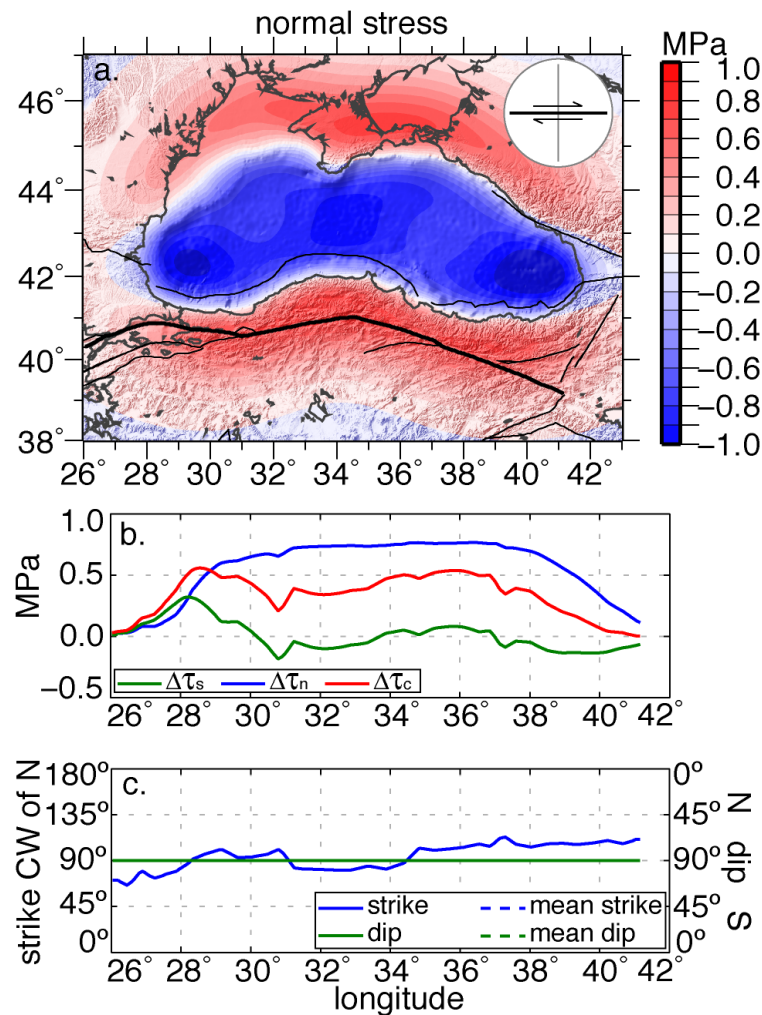 normal stress
MPa
a.
46°
44°
42°
40°
38°
26° 28° 30° 32° 34° 36° 38° 40° 42°
1.0
0.8
0.6
0.4
0.2
0.0
−0.2
−0.4
−0.6
−0.8
−1.0
b.
MPa
1.0
0.5
0.0
−0.5
Δτs Δτn Δτc
26° 28° 30° 32° 34° 36° 38° 40° 42°
c.
strike CW of N
180º
135º
90º
45º
0º
0º
45º
90º
45º
0º
N dip S
strike mean strike
dip mean dip
26° 28° 30° 32° 34° 36° 38° 40° 42°
longitude